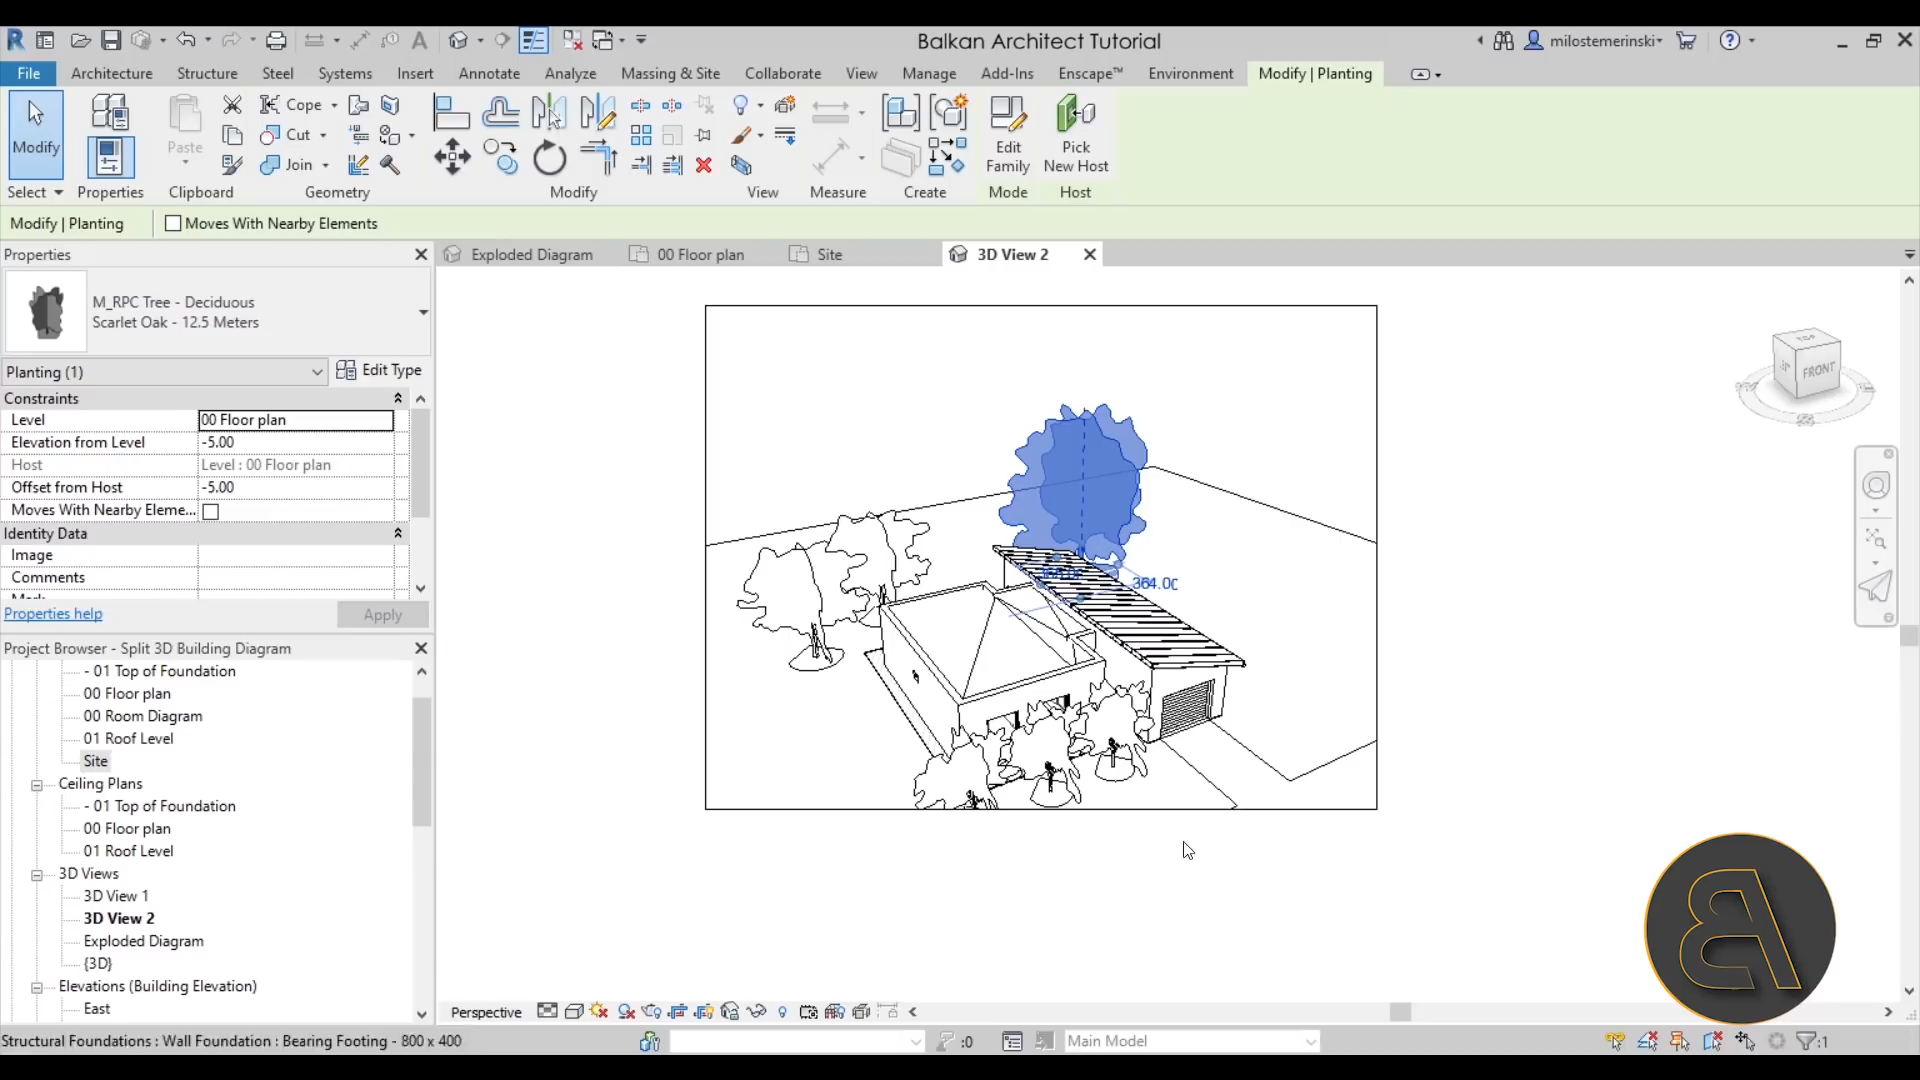 Balkan Architect Tutorial
milostemerinski
File
Architecture
Structure
Steel
Systems
Insert
Annotate
Analyze
Massing & Site
Collaborate
View
Manage
Add-Ins
Enscape™
Environment
Modify | Planting
Modify
Paste
Cope
Cut
Join
Edit
Family
Pick
New Host
Select
Properties
Clipboard
Geometry
Modify
View
Measure
Create
Mode
Host
Modify | Planting
Moves With Nearby Elements
Properties
Exploded Diagram
00 Floor plan
Site
3D View 2
M_RPC Tree - Deciduous
Scarlet Oak - 12.5 Meters
Planting (1)
Edit Type
Constraints
Level 00 Floor plan
Elevation from Level -5.00
Host Level : 00 Floor plan
Offset from Host -5.00
Moves With Nearby Eleme...
Identity Data
Image
Comments
Properties help
Apply
Project Browser - Split 3D Building Diagram
- 01 Top of Foundation
00 Floor plan
00 Room Diagram
01 Roof Level
Site
Ceiling Plans
- 01 Top of Foundation
00 Floor plan
01 Roof Level
3D Views
3D View 1
3D View 2
Exploded Diagram
{3D}
Elevations (Building Elevation)
East
TOP
FRONT
364.0
Perspective
Structural Foundations : Wall Foundation : Bearing Footing - 800 x 400
:0
Main Model
:1